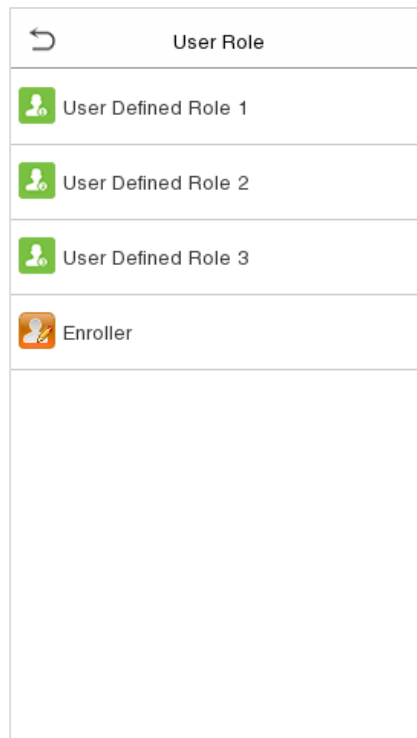 User Role
User Defined Role 1
User Defined Role 2
User Defined Role 3
Enroller